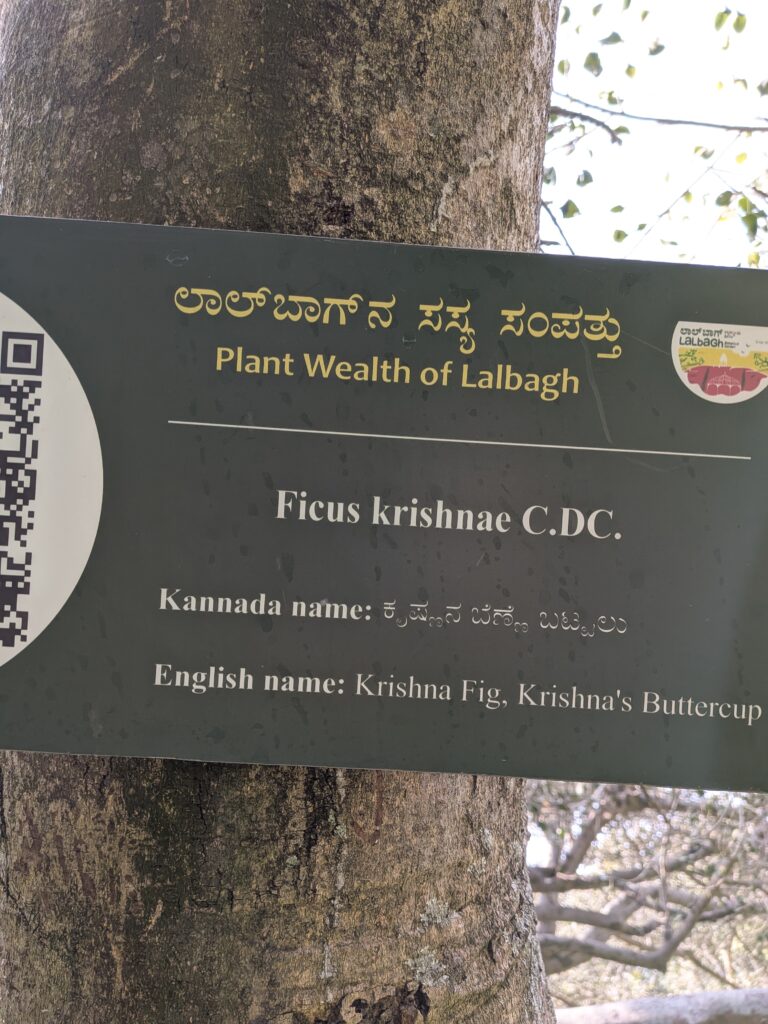 ಲಾಲ್‌ಬಾಗ್‌ನ ಸಸ್ಯ ಸಂಪತ್ತು
Plant Wealth of Lalbagh
ಲಾಲ್‌ಬಾಗ್
LaLbaGh
Ficus krishnae C.DC.
Kannada name: ಕೃಷ್ಣನ ಬೆಣ್ಣೆ ಬಟ್ಟಲು
English name: Krishna Fig, Krishna's Buttercup